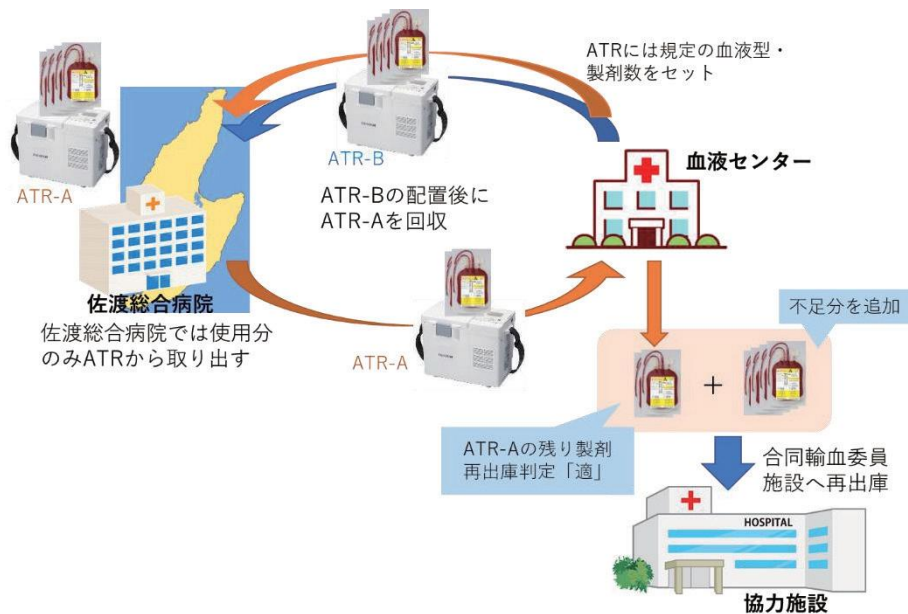 ATRには規定の血液型・
製剤数をセット
ATR-A
ATR-B
血液センター
ATR-Bの配置後に
ATR-Aを回収
佐渡総合病院
佐渡総合病院では使用分
のみATRから取り出す
ATR-A
不足分を追加
+
ATR-Aの残り製剤
再出庫判定「適」
合同輸血委員
施設へ再出庫
HOSPITAL
協力施設